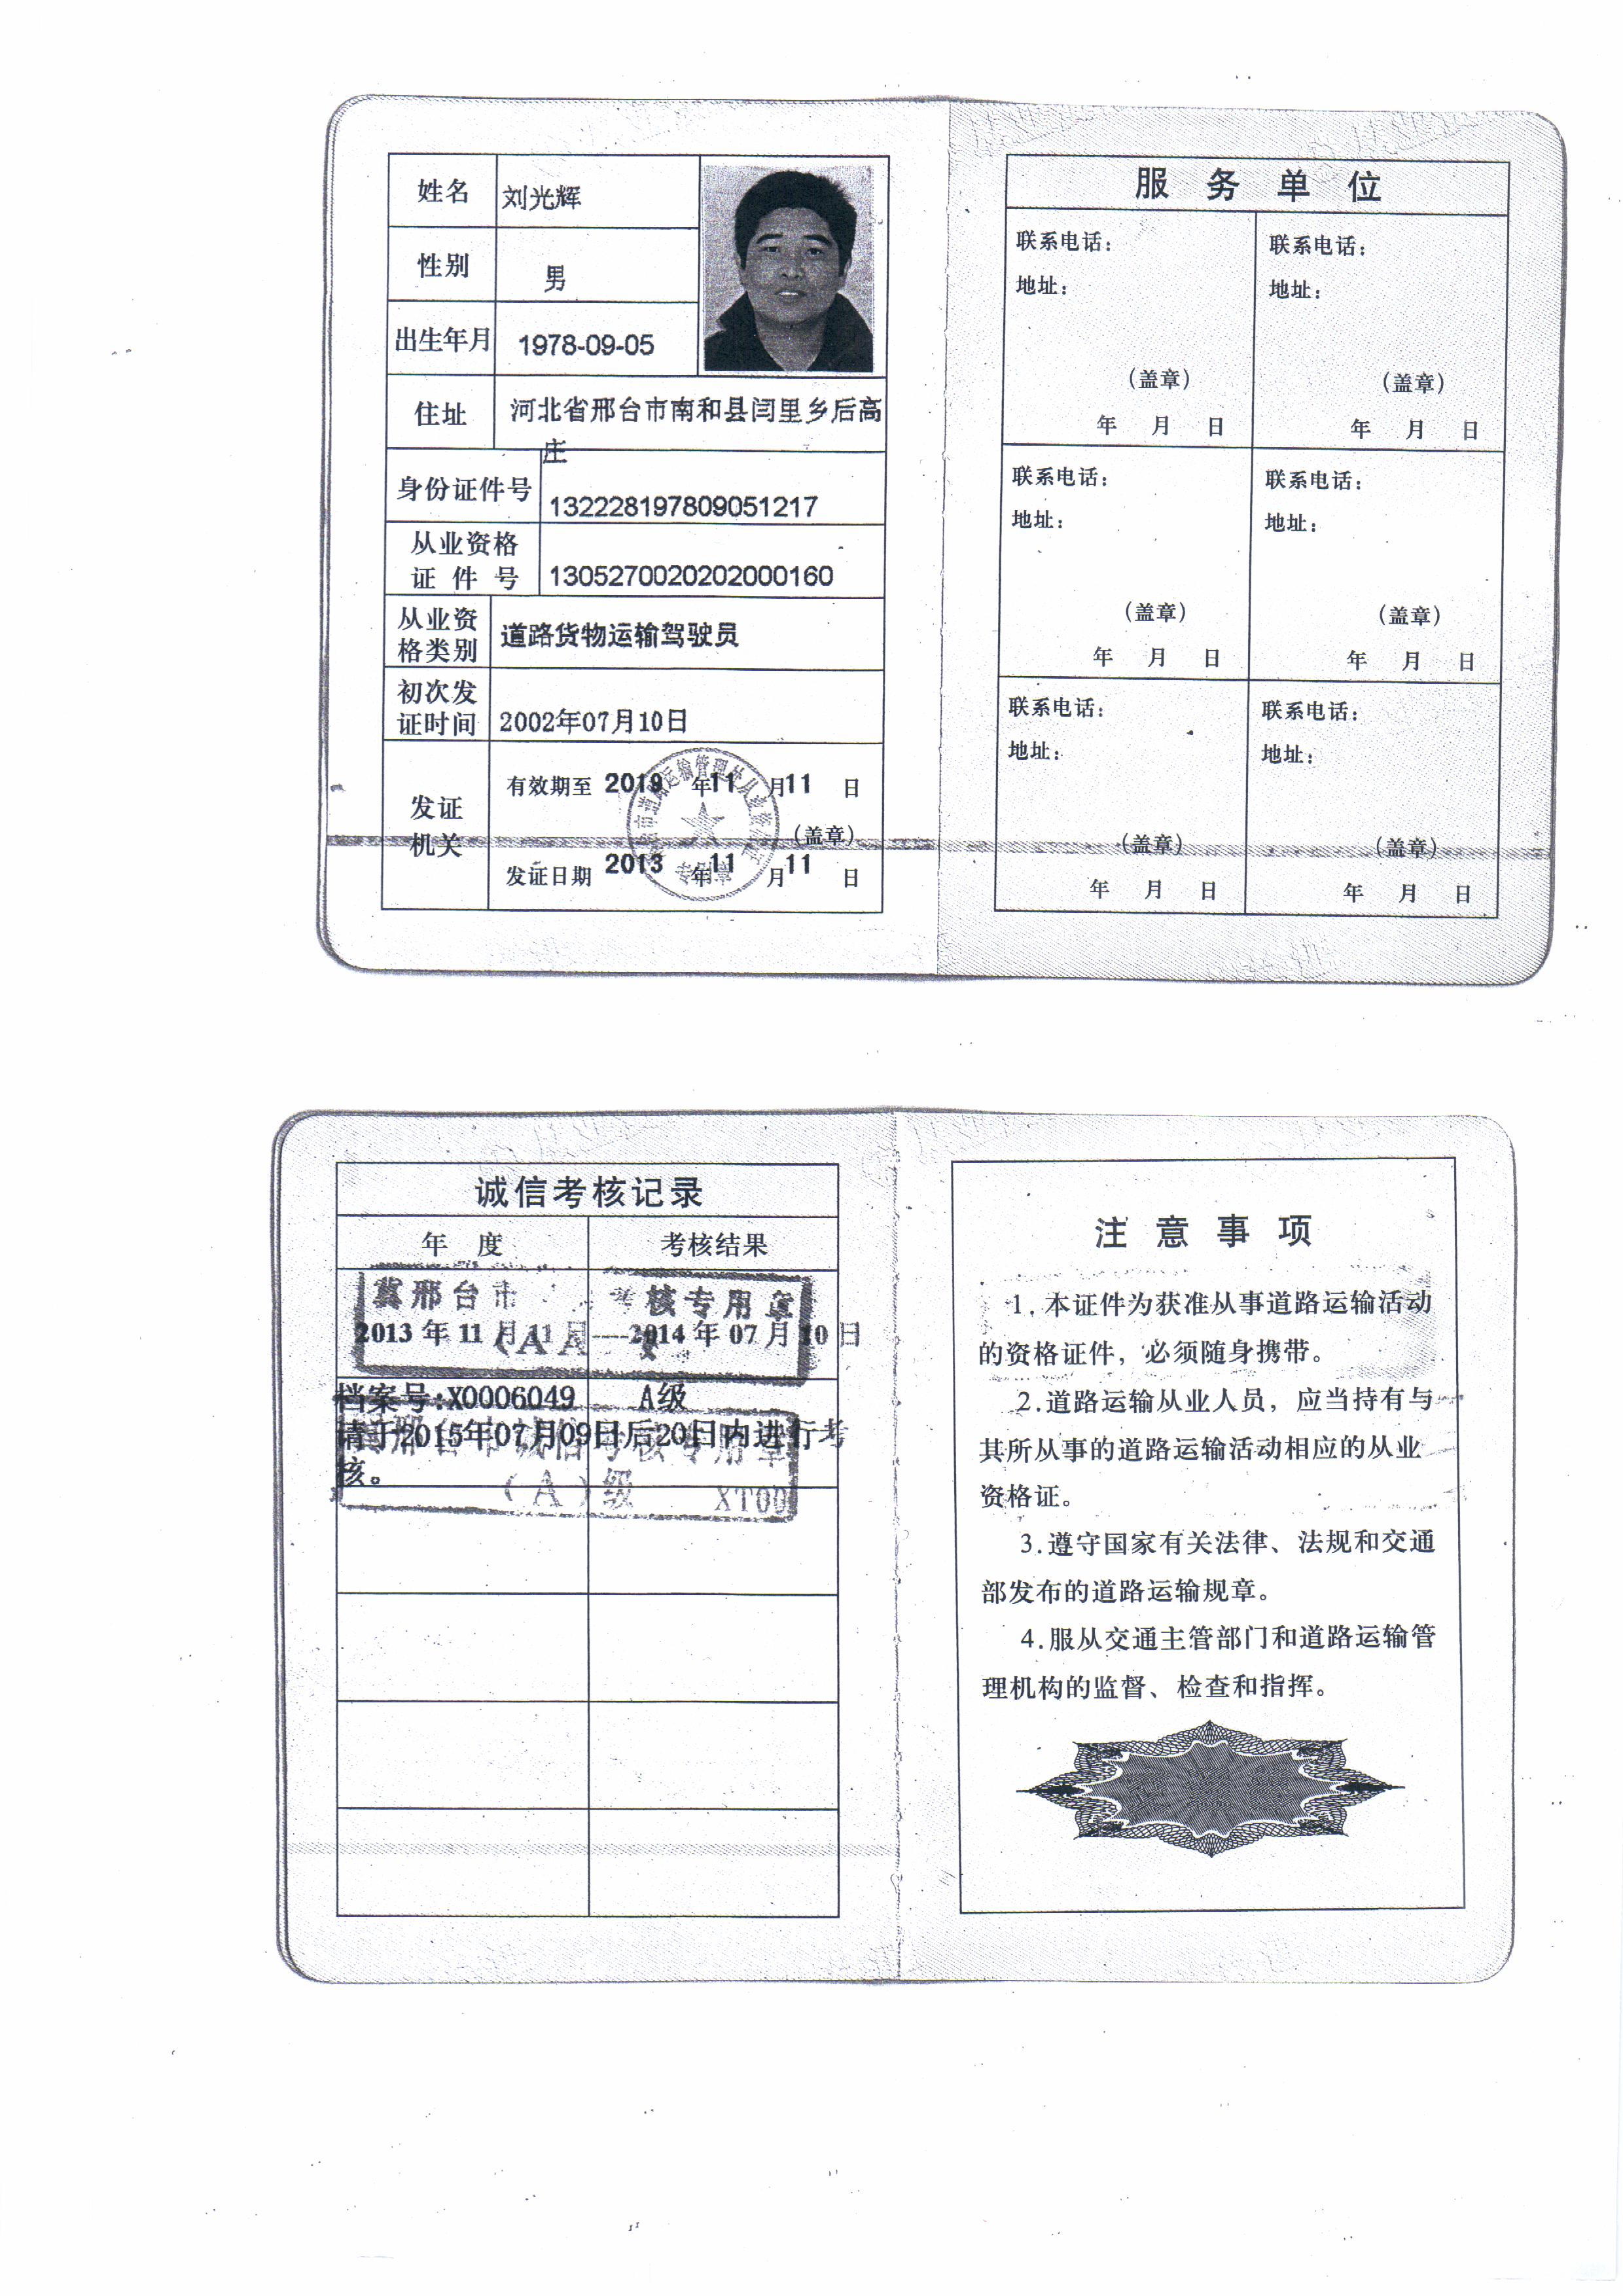 姓名 刘光辉
性别 男
出生年月 1978-09-05
住址 河北省邢台市南和县闫里乡后高
庄
身份证件号 132228197809051217
从业资格
证件号 1305270020202000160
从业资
格类别 道路货物运输驾驶员
初次发
证时间 2002年07月10日
发证
机关
有效期至 2019 年 11 月 11 日
(盖章)
发证日期 2013 年 11 月 11 日
专用章
服务单位
联系电话:
地址:
(盖章)
年 月 日
联系电话:
地址:
(盖章)
年 月 日
联系电话:
地址:
(盖章)
年 月 日
联系电话:
地址:
(盖章)
年 月 日
联系电话:
地址:
(盖章)
年 月 日
联系电话:
地址:
(盖章)
年 月 日
诚信考核记录
年度 考核结果
冀邢台市 核专用章
2013 年 11 月 11 日—2014 年 07 月 10 日
档案号:X0006049 A级
请于2015年07月09日后20日内进行考
核。
邢台市诚信考核专用章
(A)级 XT00
注意事项
1.本证件为获准从事道路运输活动
的资格证件,必须随身携带。
2.道路运输从业人员,应当持有与
其所从事的道路运输活动相应的从业
资格证。
3.遵守国家有关法律、法规和交通
部发布的道路运输规章。
4.服从交通主管部门和道路运输管
理机构的监督、检查和指挥。